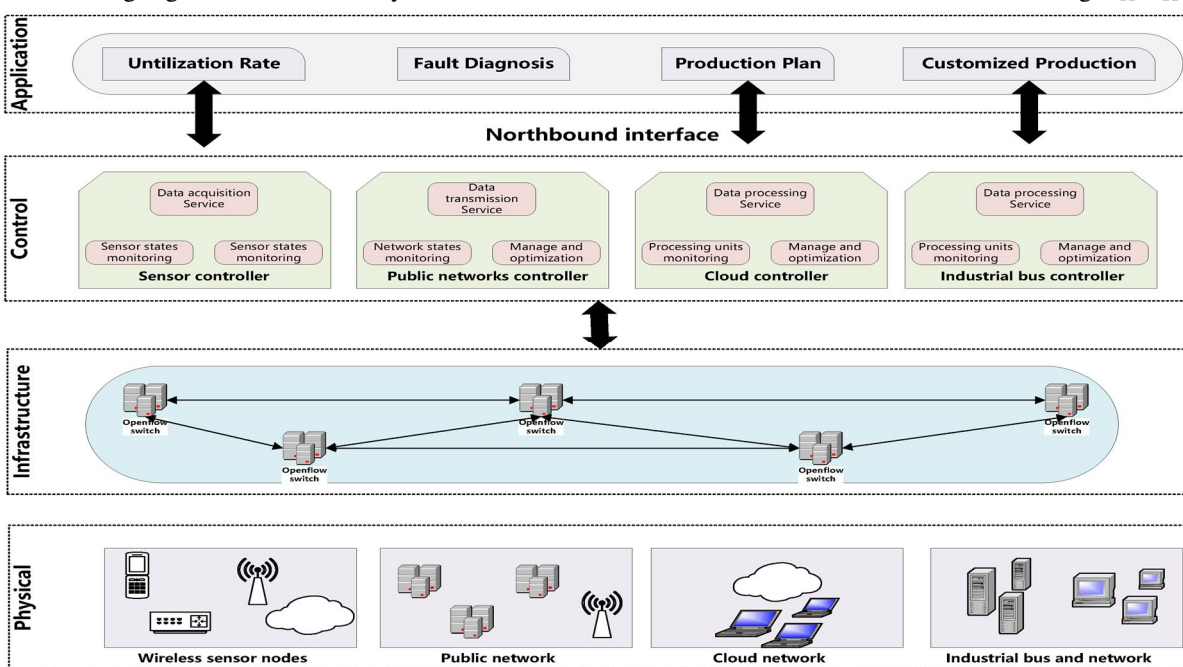 Application
Untilization Rate
Fault Diagnosis
Production Plan
Customized Production
Northbound interface
Control
Data acquisition
Service
Sensor states
monitoring
Sensor states
monitoring
Sensor controller
Data
transmission
Service
Network states
monitoring
Manage and
optimization
Public networks controller
Data processing
Service
Processing units
monitoring
Manage and
optimization
Cloud controller
Data processing
Service
Processing units
monitoring
Manage and
optimization
Industrial bus controller
Infrastructure
Openflow
switch
Openflow
switch
Openflow
switch
Openflow
switch
Openflow
switch
Physical
Wireless sensor nodes
Public network
Cloud network
Industrial bus and network